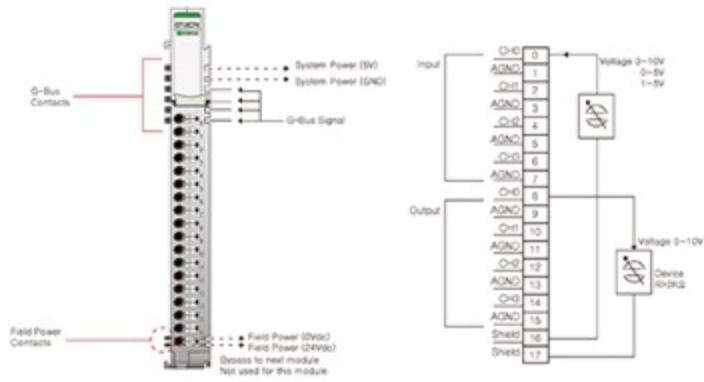 System Power (5V)
System Power (GND)
G-Bus
Contacts
G-Bus Signal
Field Power
Contacts
Field Power (0Vdc)
Field Power (24Vdc)
Bypass to next module
Not used for this module
Input
CH0 0
AGND 1
CH1 2
AGND 3
CH2 4
AGND 5
CH3 6
AGND 7
Output
CH0 8
AGND 9
CH1 10
AGND 11
CH2 12
AGND 13
CH3 14
AGND 15
Shield 16
Shield 17
Voltage 0~10V
0~5V
1~5V
Voltage 0~10V
Device